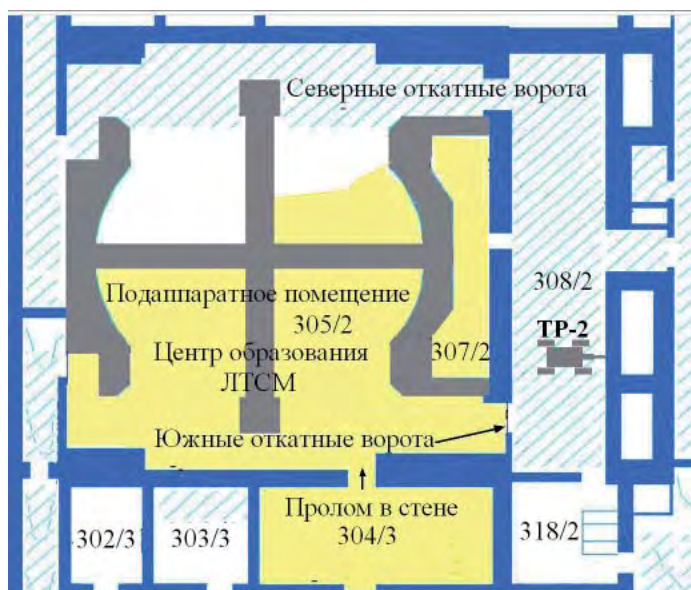 Северные откатные ворота
308/2
Подаппаратное помещение
305/2
ТР-2
Центр образования
307/2
ЛТСМ
Южные откатные ворота
Пролом в стене
302/3
303/3
304/3
318/2